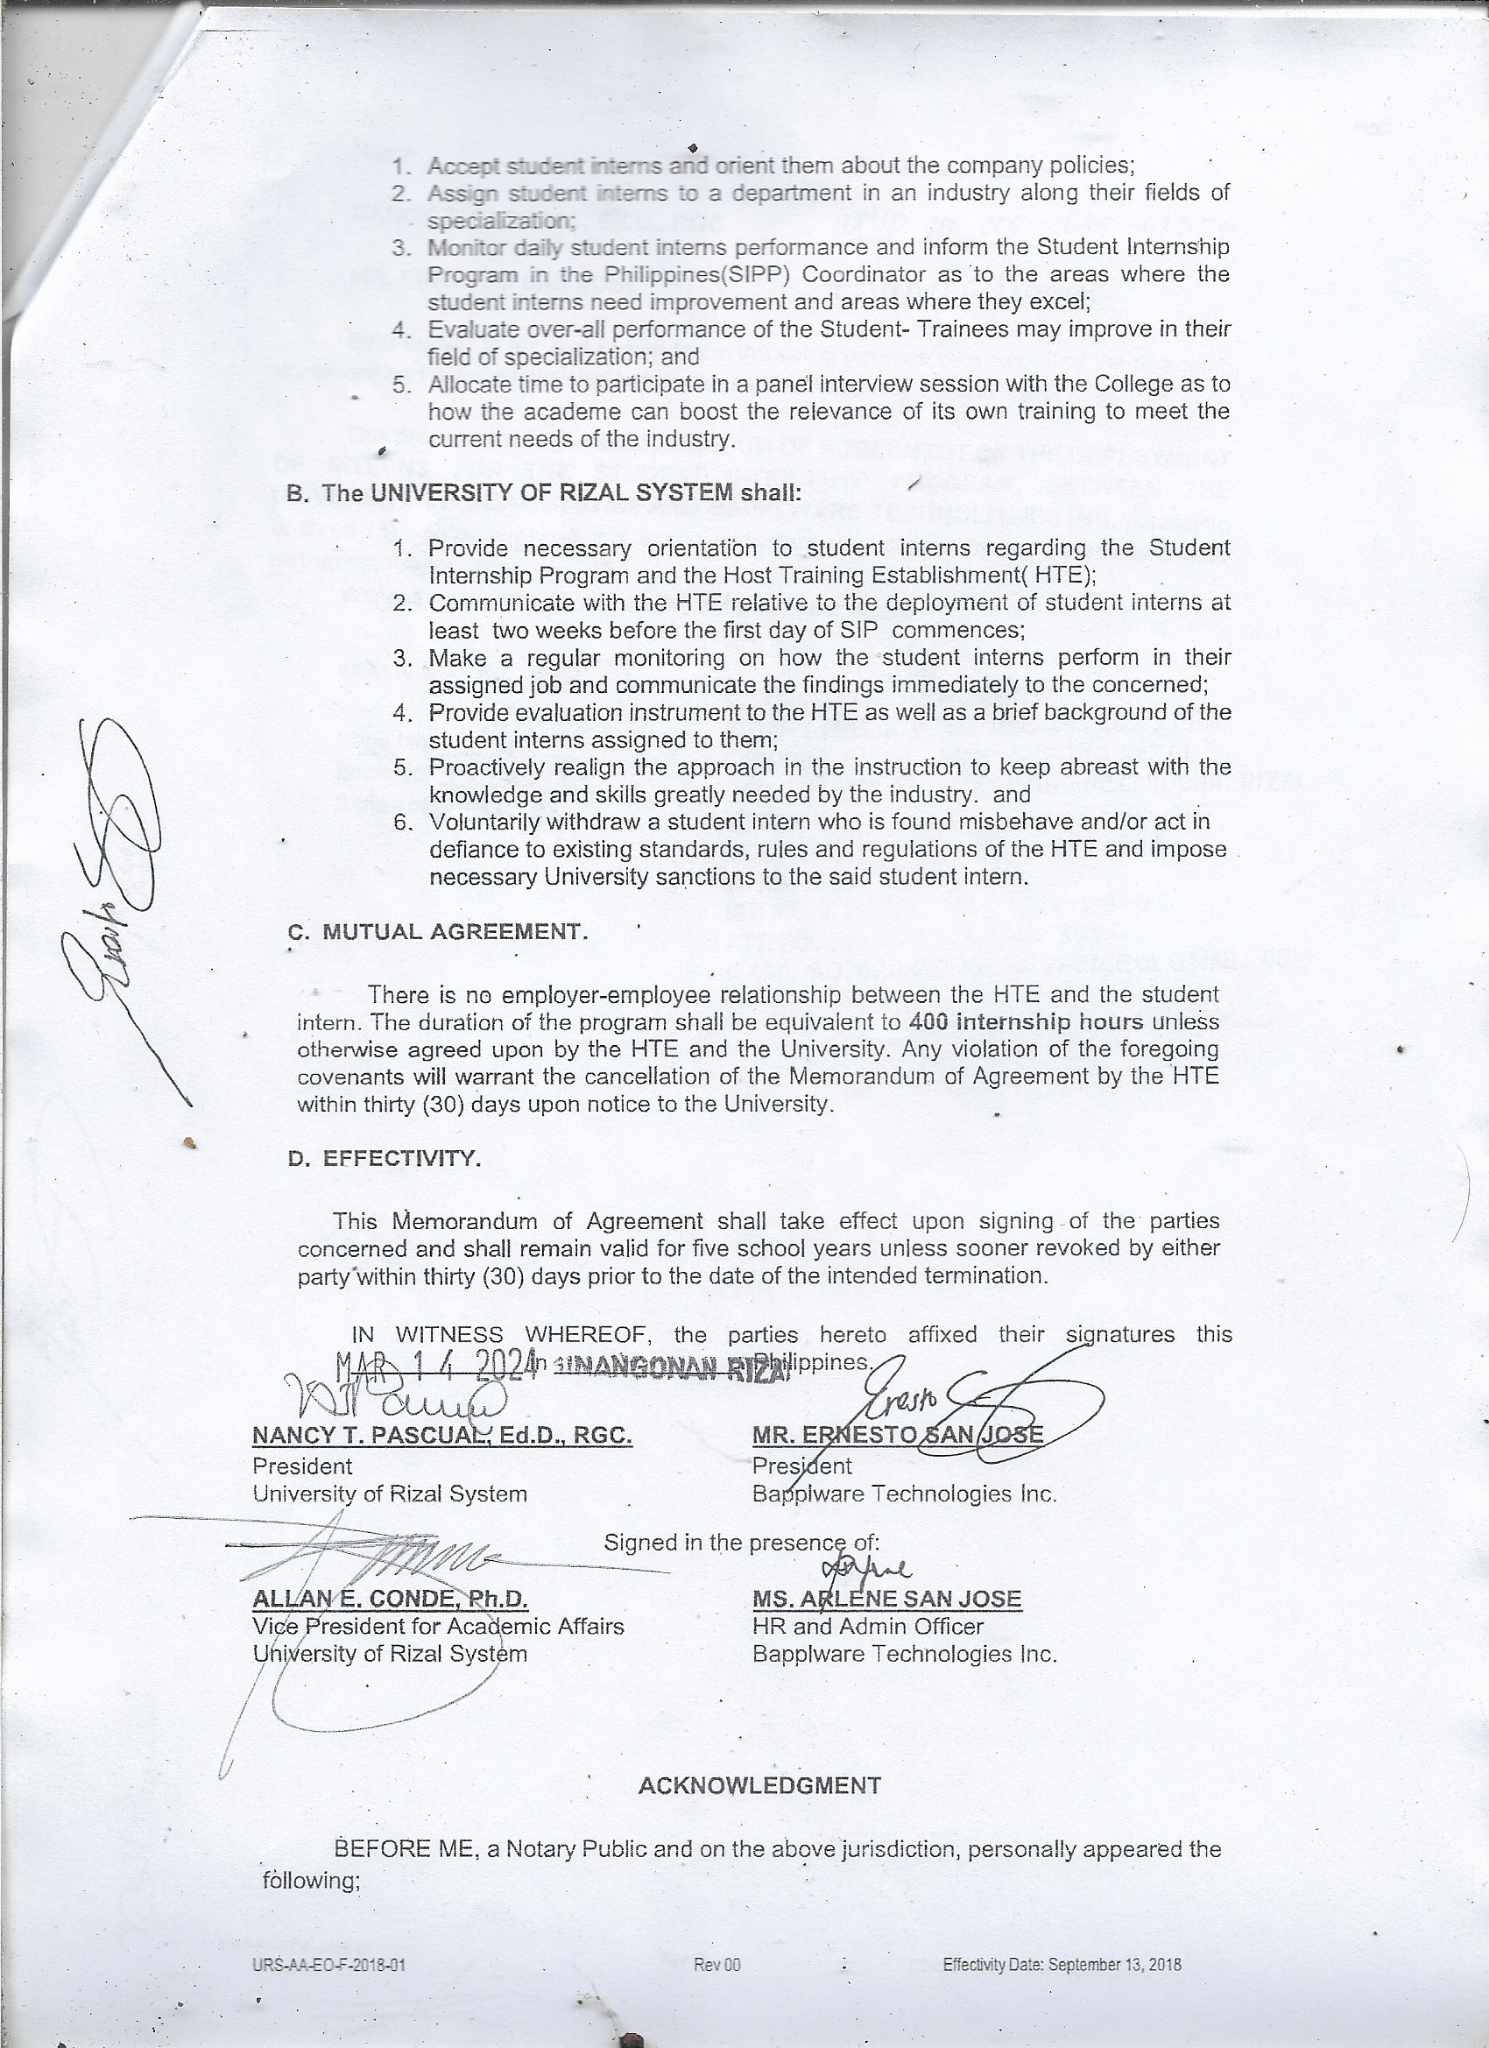 1. Accept student interns and orient them about the company policies;
2. Assign student interns to a department in an industry along their fields of
specialization;
3. Monitor daily student interns performance and inform the Student Internship
Program in the Philippines(SIPP) Coordinator as to the areas where the
student interns need improvement and areas where they excel;
4. Evaluate over-all performance of the Student- Trainees may improve in their
field of specialization; and
5. Allocate time to participate in a panel interview session with the College as to
how the academe can boost the relevance of its own training to meet the
current needs of the industry.
B. The UNIVERSITY OF RIZAL SYSTEM shall:
1. Provide necessary orientation to student interns regarding the Student
Internship Program and the Host Training Establishment( HTE);
2. Communicate with the HTE relative to the deployment of student interns at
least two weeks before the first day of SIP commences;
3. Make a regular monitoring on how the student interns perform in their
assigned job and communicate the findings immediately to the concerned;
4. Provide evaluation instrument to the HTE as well as a brief background of the
student interns assigned to them;
5. Proactively realign the approach in the instruction to keep abreast with the
knowledge and skills greatly needed by the industry. and
6. Voluntarily withdraw a student intern who is found misbehave and/or act in
defiance to existing standards, rules and regulations of the HTE and impose
necessary University sanctions to the said student intern.
C. MUTUAL AGREEMENT.
There is no employer-employee relationship between the HTE and the student
intern. The duration of the program shall be equivalent to 400 internship hours unless
otherwise agreed upon by the HTE and the University. Any violation of the foregoing
covenants will warrant the cancellation of the Memorandum of Agreement by the HTE
within thirty (30) days upon notice to the University.
D. EFFECTIVITY.
This Memorandum of Agreement shall take effect upon signing of the parties
concerned and shall remain valid for five school years unless sooner revoked by either
party within thirty (30) days prior to the date of the intended termination.
IN WITNESS WHEREOF, the parties hereto affixed their signatures this
MAR 14 2024 in BINANGONAN RIZAL Philippines.
Ernesto
NANCY T. PASCUAL, Ed.D., RGC. MR. ERNESTO SAN JOSE
President President
University of Rizal System Bapplware Technologies Inc.
Signed in the presence of:
ALLAN E. CONDE, Ph.D. MS. ARLENE SAN JOSE
Vice President for Academic Affairs HR and Admin Officer
University of Rizal System Bapplware Technologies Inc.
ACKNOWLEDGMENT
BEFORE ME, a Notary Public and on the above jurisdiction, personally appeared the
following;
URS-AA-EO-F-2018-01 Rev 00 Effectivity Date: September 13, 2018